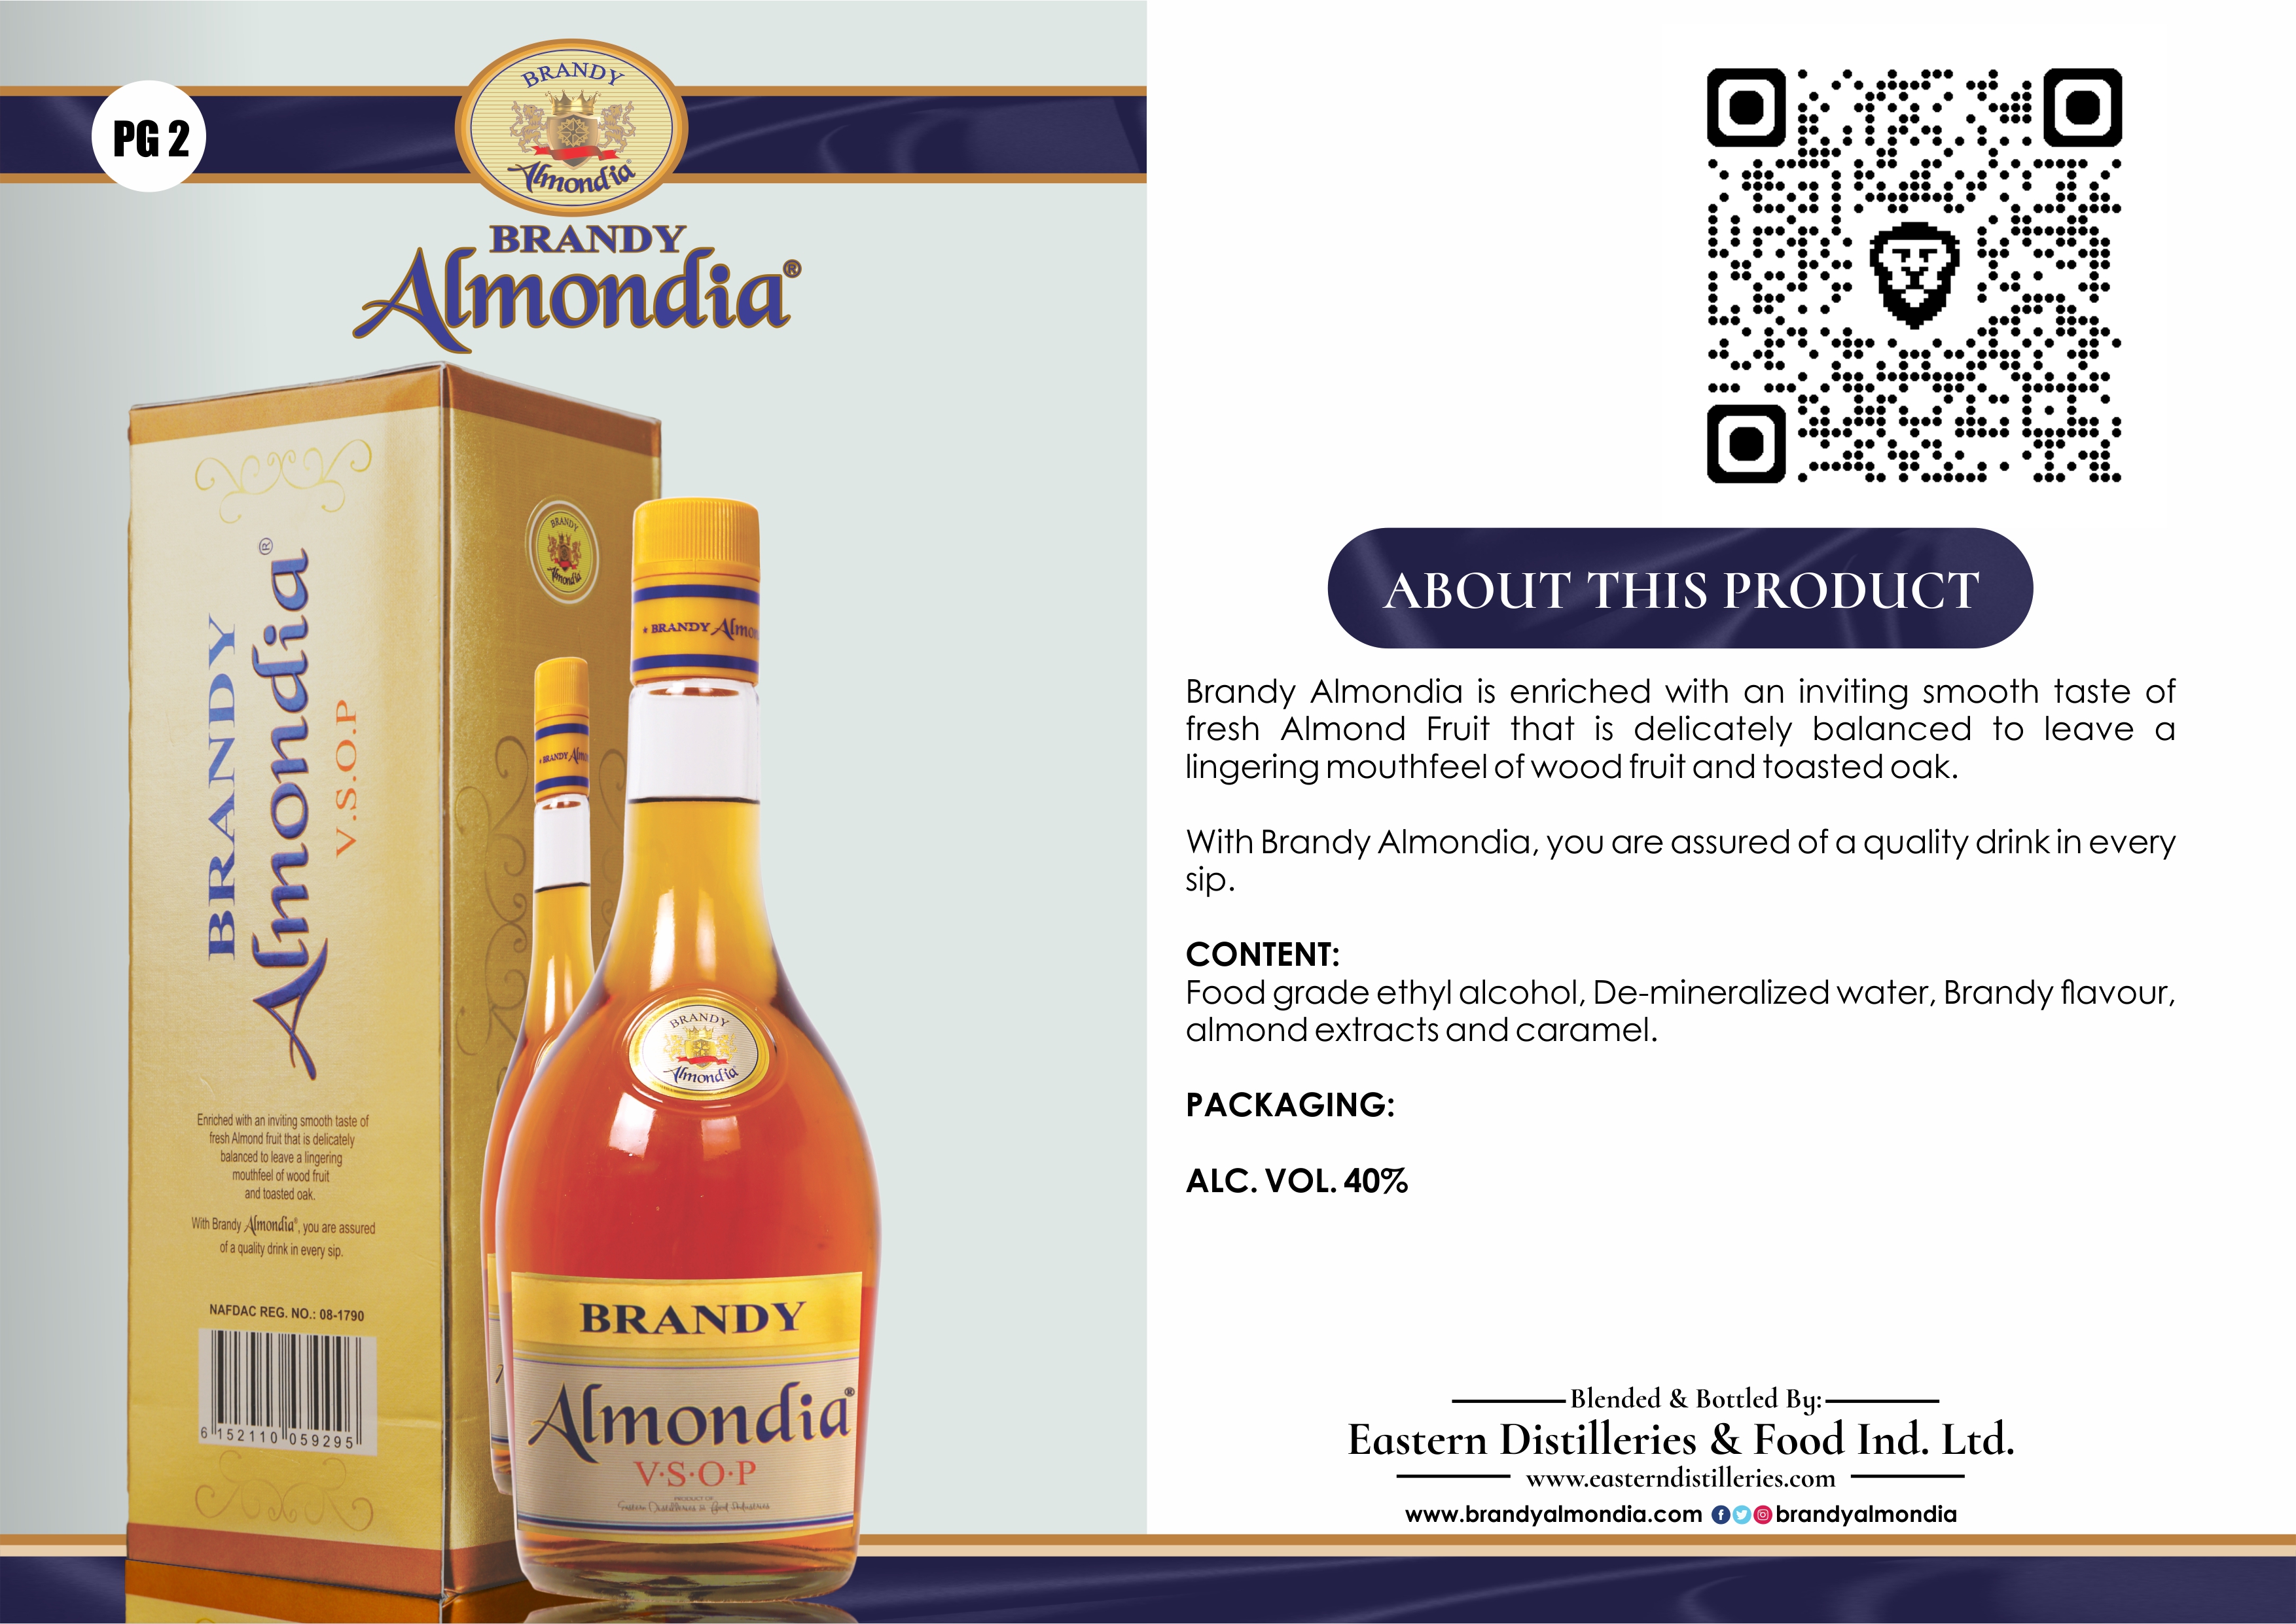 PG 2
BRANDY
Almondia
BRANDY
Almondia®
BRANDY
Almondia®
V.S.O.P
Enriched with an inviting smooth taste of
fresh Almond fruit that is delicately
balanced to leave a lingering
mouthfeel of wood fruit
and toasted oak.
With Brandy Almondia®, you are assured
of a quality drink in every sip.
NAFDAC REG. NO.: 08-1790
6 152110 059295
BRANDY
Almondia
* BRANDY Almo
* BRANDY Alm
BRANDY
Almondia
BRANDY
Almondia®
V·S·O·P
PRODUCT OF
Eastern Distilleries & Food Industries
ABOUT THIS PRODUCT
Brandy Almondia is enriched with an inviting smooth taste of
fresh Almond Fruit that is delicately balanced to leave a
lingering mouthfeel of wood fruit and toasted oak.
With Brandy Almondia, you are assured of a quality drink in every
sip.
CONTENT:
Food grade ethyl alcohol, De-mineralized water, Brandy flavour,
almond extracts and caramel.
PACKAGING:
ALC. VOL. 40%
Blended & Bottled By:
Eastern Distilleries & Food Ind. Ltd.
www.easterndistilleries.com
www.brandyalmondia.com brandyalmondia